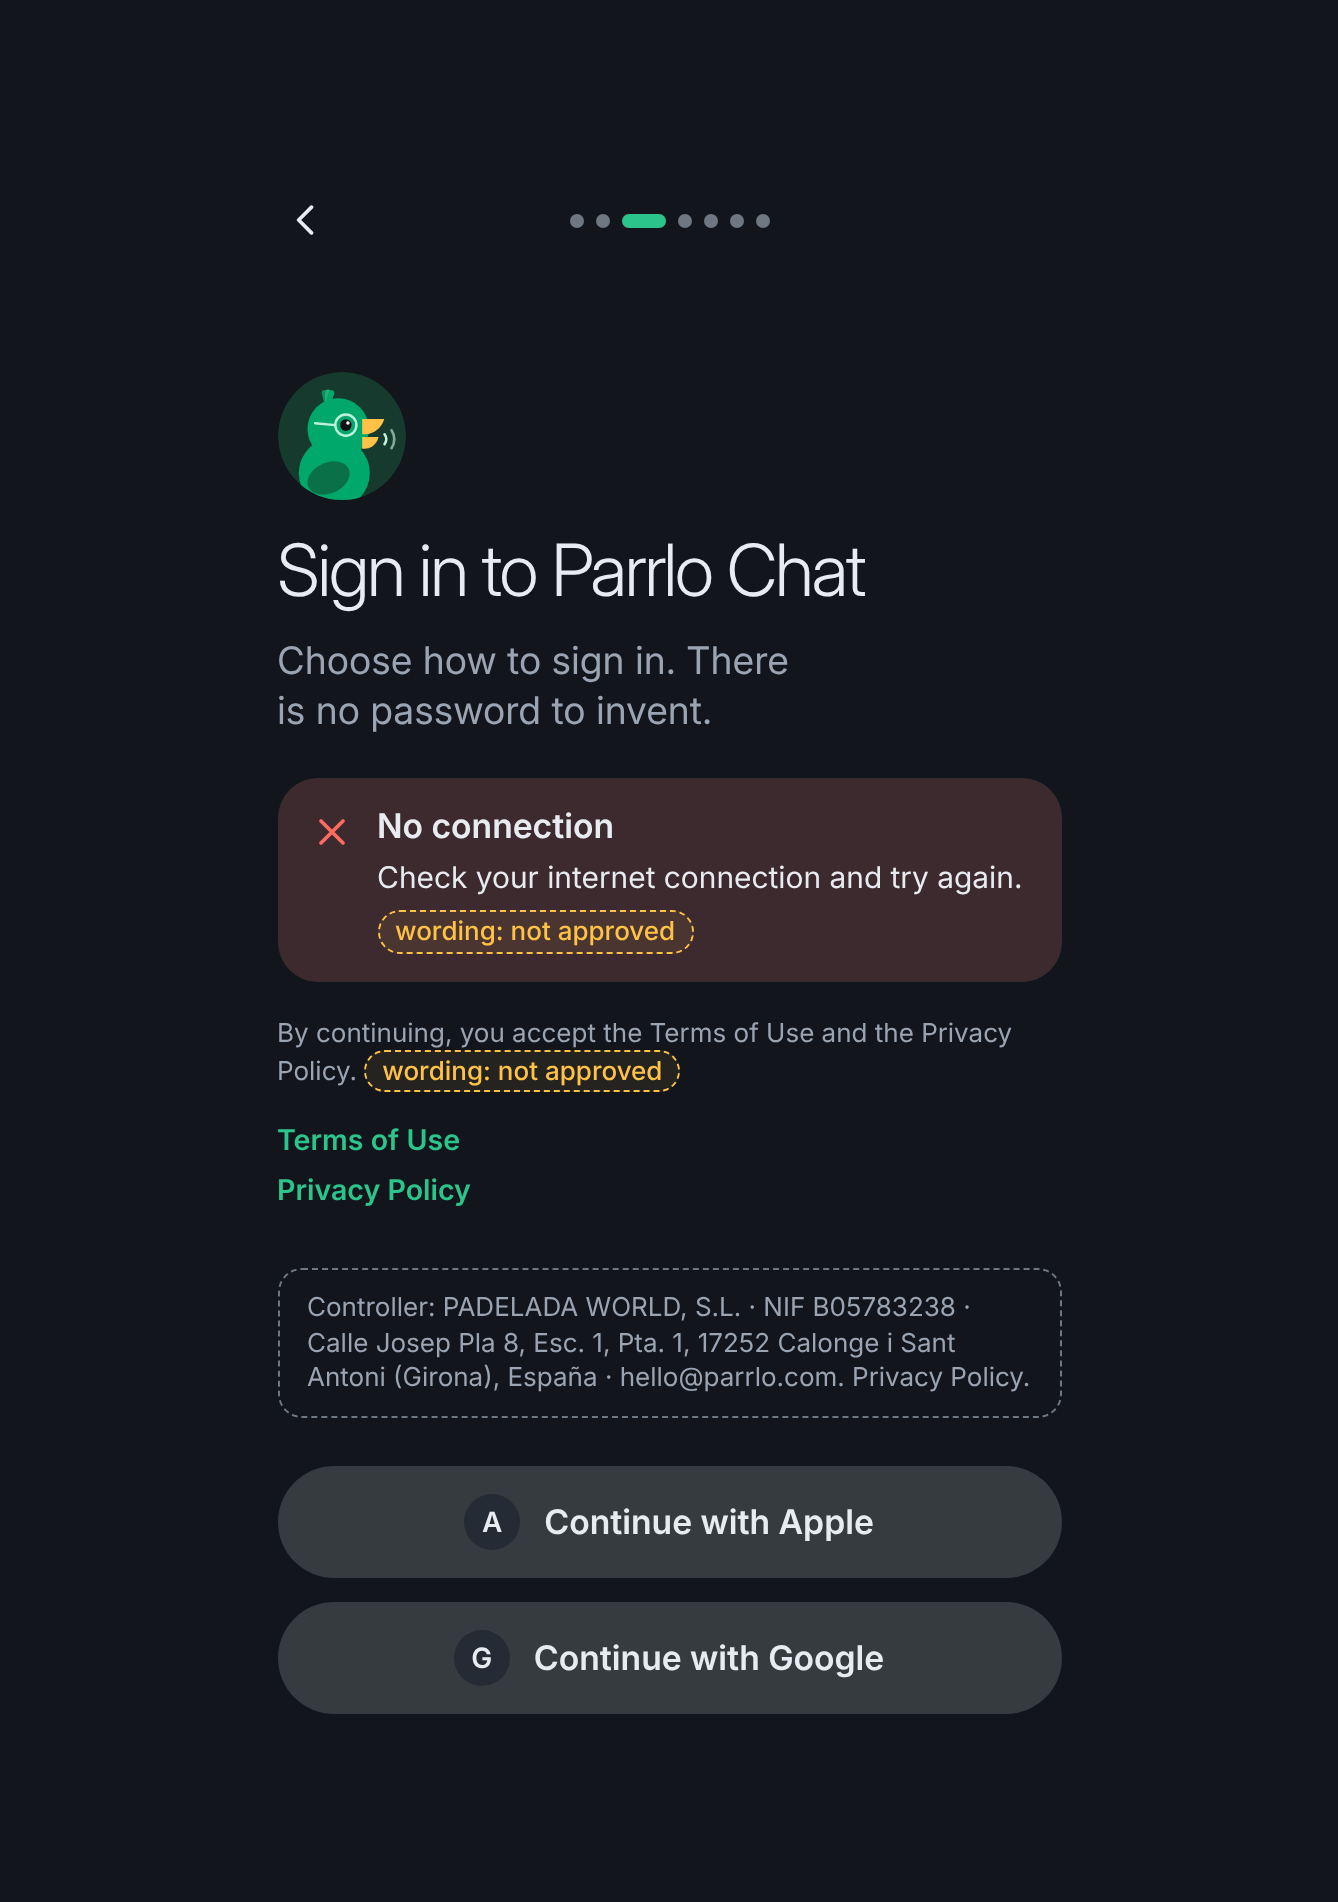 Sign in to Parrlo Chat
Choose how to sign in. There
is no password to invent.
No connection
Check your internet connection and try again.
wording: not approved
By continuing, you accept the Terms of Use and the Privacy
Policy. wording: not approved
Terms of Use
Privacy Policy
Controller: PADELADA WORLD, S.L. · NIF B05783238 ·
Calle Josep Pla 8, Esc. 1, Pta. 1, 17252 Calonge i Sant
Antoni (Girona), España · hello@parrlo.com. Privacy Policy.
A Continue with Apple
G Continue with Google